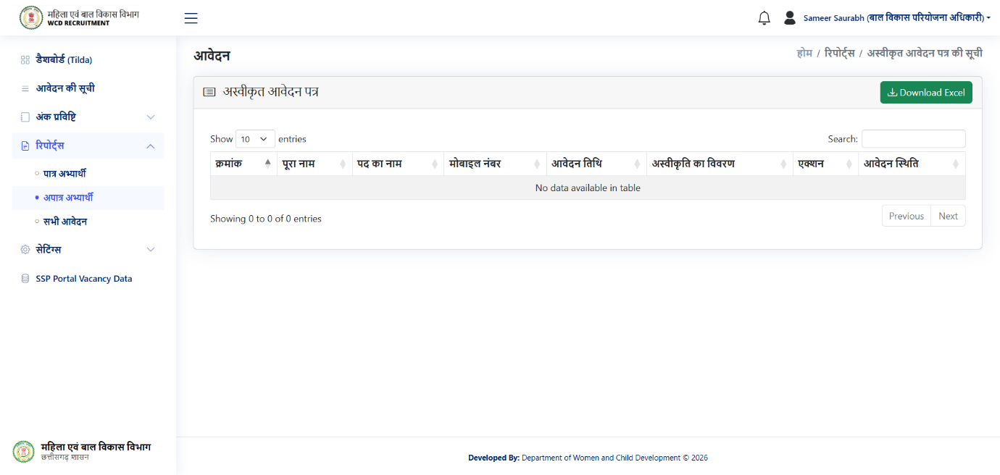 महिला एवं बाल विकास विभाग
WCD RECRUITMENT
Sameer Saurabh (बाल विकास परियोजना अधिकारी)
डैशबोर्ड (Tilda)
आवेदन की सूची
अंक प्रविष्टि
रिपोर्ट्स
पात्र अभ्यार्थी
अपात्र अभ्यार्थी
सभी आवेदन
सेटिंग्स
SSP Portal Vacancy Data
आवेदन
होम / रिपोर्ट्स / अस्वीकृत आवेदन पत्र की सूची
अस्वीकृत आवेदन पत्र
Download Excel
Show 10 entries
Search:
क्रमांक पूरा नाम पद का नाम मोबाइल नंबर आवेदन तिथि अस्वीकृति का विवरण एक्शन आवेदन स्थिति
No data available in table
Showing 0 to 0 of 0 entries
Previous Next
महिला एवं बाल विकास विभाग
छत्तीसगढ़ शासन
Developed By: Department of Women and Child Development © 2026